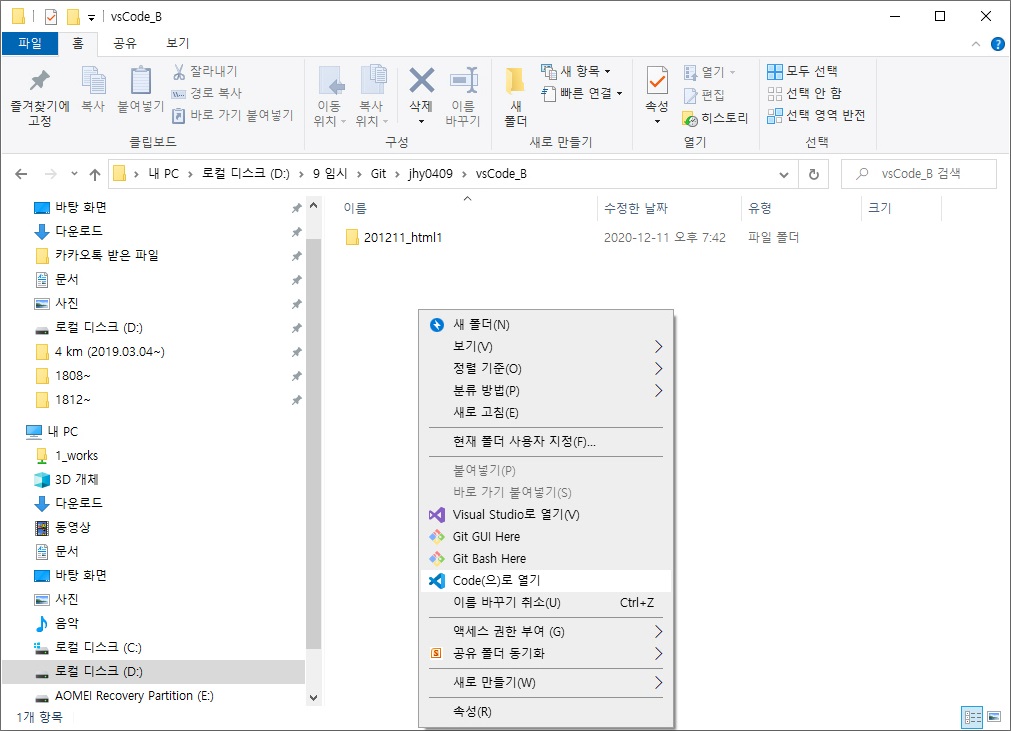 vsCode_B
파일 홈 공유 보기
즐겨찾기에 고정
복사
붙여넣기
잘라내기
경로 복사
바로 가기 붙여넣기
클립보드
이동 위치
복사 위치
삭제
이름 바꾸기
구성
새 폴더
새 항목
빠른 연결
새로 만들기
속성
열기
편집
히스토리
열기
모두 선택
선택 안 함
선택 영역 반전
선택
내 PC > 로컬 디스크 (D:) > 9 임시 > Git > jhy0409 > vsCode_B
vsCode_B 검색
바탕 화면
다운로드
카카오톡 받은 파일
문서
사진
로컬 디스크 (D:)
4 km (2019.03.04~)
1808~
1812~
내 PC
1_works
3D 개체
다운로드
동영상
문서
바탕 화면
사진
음악
로컬 디스크 (C:)
로컬 디스크 (D:)
AOMEI Recovery Partition (E:)
이름 수정한 날짜 유형 크기
201211_html1 2020-12-11 오후 7:42 파일 폴더
새 폴더(N)
보기(V)
정렬 기준(O)
분류 방법(P)
새로 고침(E)
현재 폴더 사용자 지정(F)...
붙여넣기(P)
바로 가기 붙여넣기(S)
Visual Studio로 열기(V)
Git GUI Here
Git Bash Here
Code(으)로 열기
이름 바꾸기 취소(U) Ctrl+Z
액세스 권한 부여 (G)
공유 폴더 동기화
새로 만들기(W)
속성(R)
1개 항목